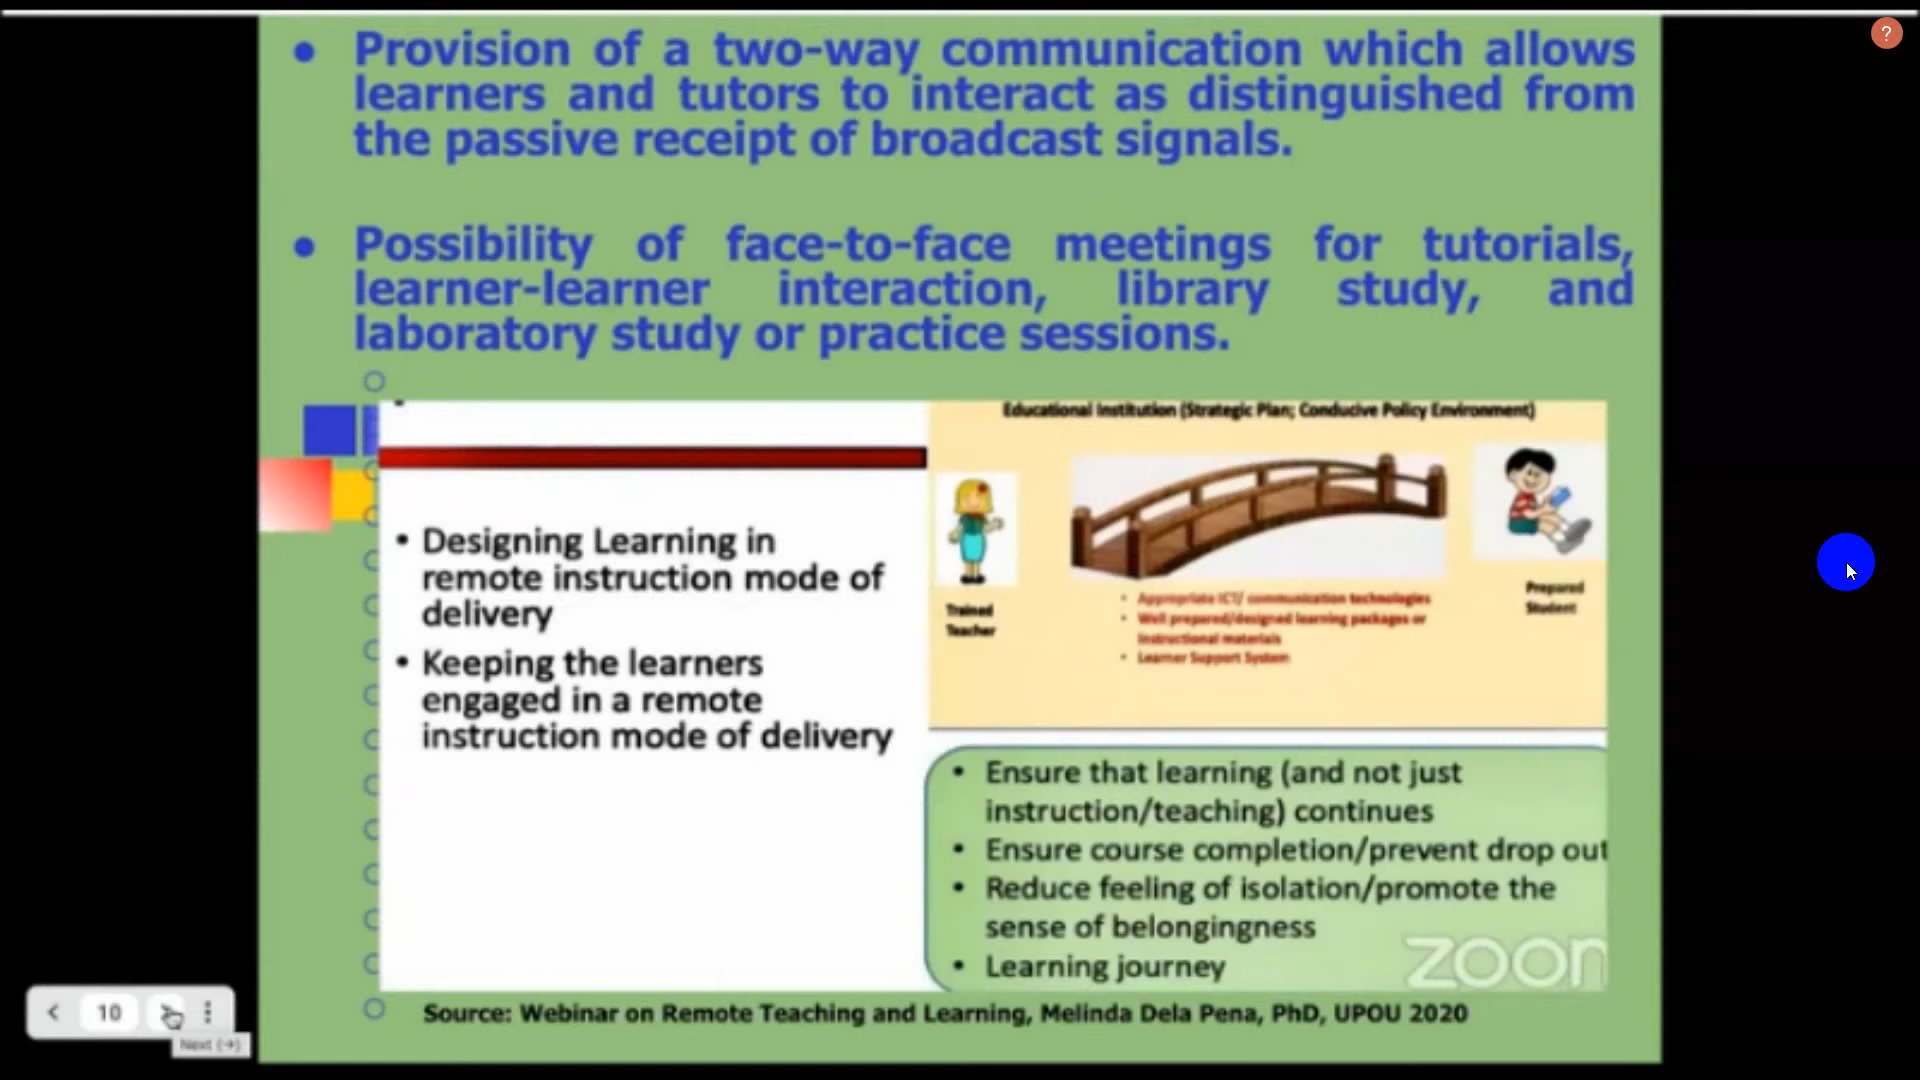 • Provision of a two-way communication which allows
learners and tutors to interact as distinguished from
the passive receipt of broadcast signals.
• Possibility of face-to-face meetings for tutorials,
learner-learner interaction, library study, and
laboratory study or practice sessions.
• Designing Learning in
remote instruction mode of
delivery
• Keeping the learners
engaged in a remote
instruction mode of delivery
Educational Institution (Strategic Plan; Conducive Policy Environment)
Trained
Teacher
• Appropriate ICT/ communication technologies
• Well prepared/designed learning packages or
instructional materials
• Learner Support System
Prepared
Student
• Ensure that learning (and not just
instruction/teaching) continues
• Ensure course completion/prevent drop out
• Reduce feeling of isolation/promote the
sense of belongingness
• Learning journey
zoom
Source: Webinar on Remote Teaching and Learning, Melinda Dela Pena, PhD, UPOU 2020
10
Next (→)
?